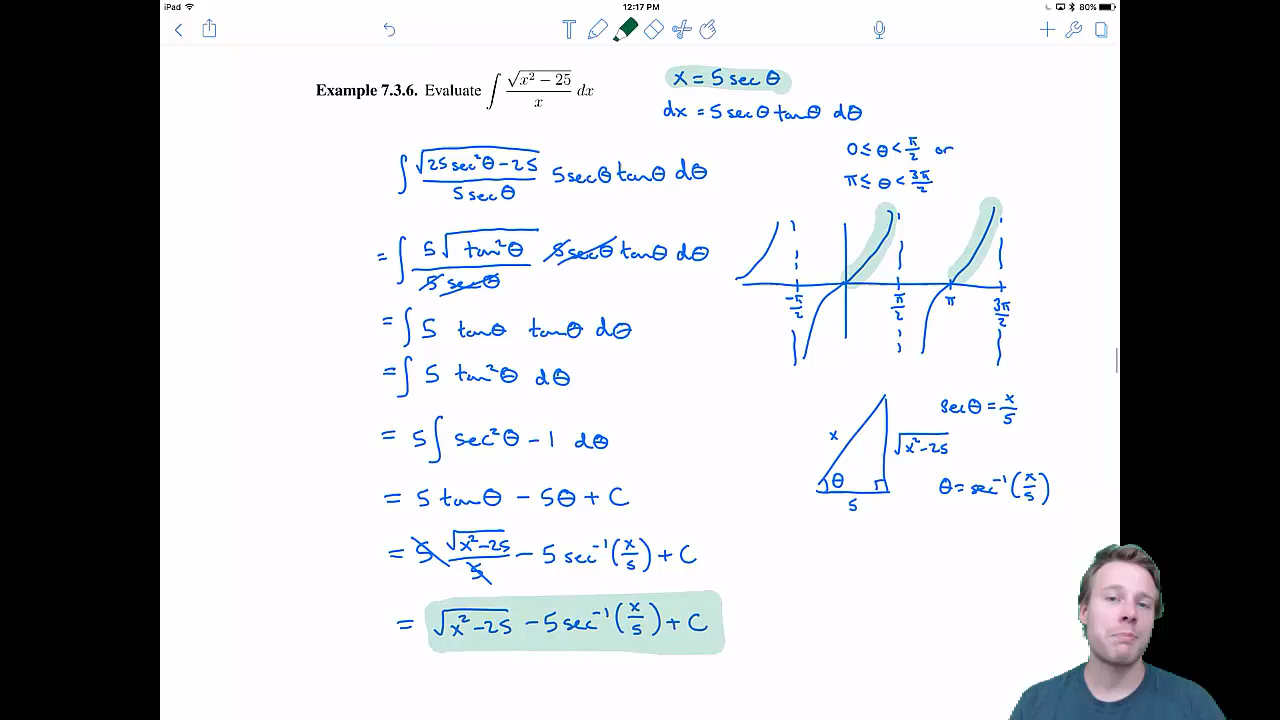 iPad
12:17 PM
80%
T
Example 7.3.6. Evaluate ∫ √(x² − 25) / x dx
x = 5 sec θ
dx = 5 sec θ tan θ dθ
0 ≤ θ < π/2 or
π ≤ θ < 3π/2
∫ √(25 sec²θ − 25) / (5 sec θ) 5 sec θ tan θ dθ
= ∫ 5√(tan²θ) / (5 sec θ) 5 sec θ tan θ dθ
= ∫ 5 tan θ tan θ dθ
= ∫ 5 tan²θ dθ
= 5 ∫ sec²θ − 1 dθ
= 5 tan θ − 5θ + C
= 5 √(x² − 25) / 5 − 5 sec⁻¹(x/5) + C
= √(x² − 25) − 5 sec⁻¹(x/5) + C
−π/2 π/2 π 3π/2
x
θ
5
√(x² − 25)
sec θ = x/5
θ = sec⁻¹(x/5)